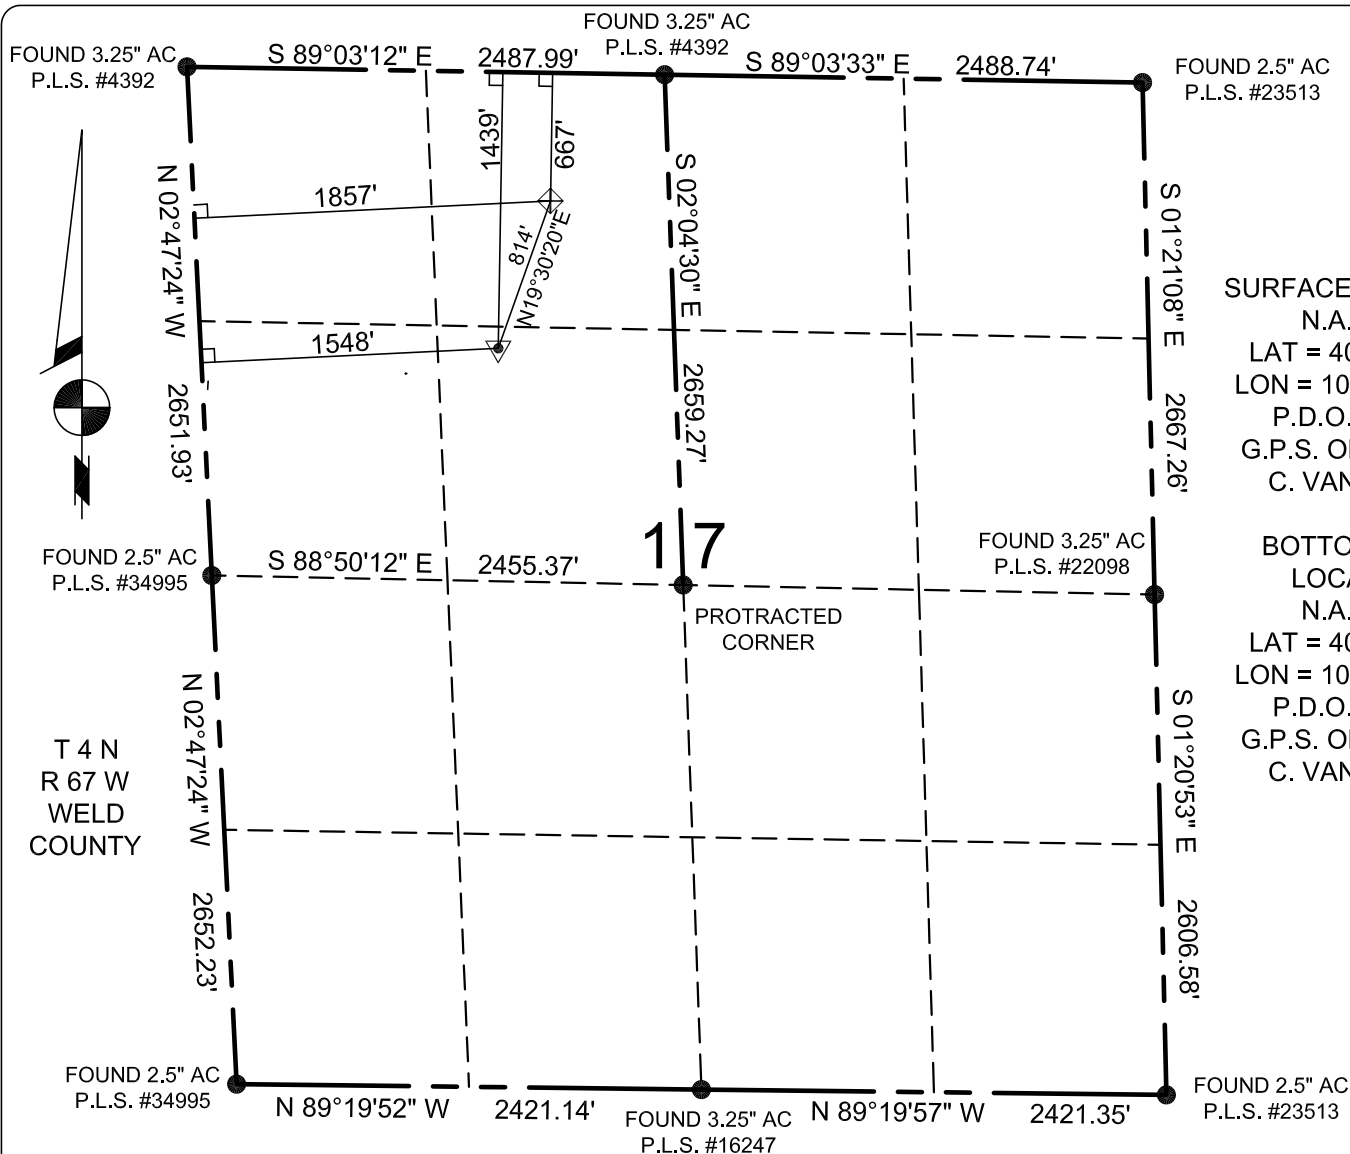 FOUND 3.25" AC
P.L.S. #4392
S 89°03'12" E
2487.99'
FOUND 3.25" AC
P.L.S. #4392
S 89°03'33" E
2488.74'
FOUND 2.5" AC
P.L.S. #23513
1439'
667'
1857'
N 02°47'24" W
2651.93'
814'
N19°30'20"E
1548'
S 02°04'30" E
2659.27'
S 01°21'08" E
2667.26'
SURFACE
N.A.
LAT = 40
LON = 10
P.D.O.
G.P.S.
C. VAN
17
FOUND 2.5" AC
P.L.S. #34995
S 88°50'12" E
2455.37'
FOUND 3.25" AC
P.L.S. #22098
PROTRACTED
CORNER
N.A.
LAT = 40
LON = 10
P.D.O.
G.P.S.
C. VAN
T 4 N
R 67 W
WELD
COUNTY
N 02°47'24" W
2652.23'
S 01°20'53" E
2606.58'
FOUND 2.5" AC
P.L.S. #34995
N 89°19'52" W
2421.14'
FOUND 3.25" AC
P.L.S. #16247
N 89°19'57" W
2421.35'
FOUND 2.5" AC
P.L.S. #23513